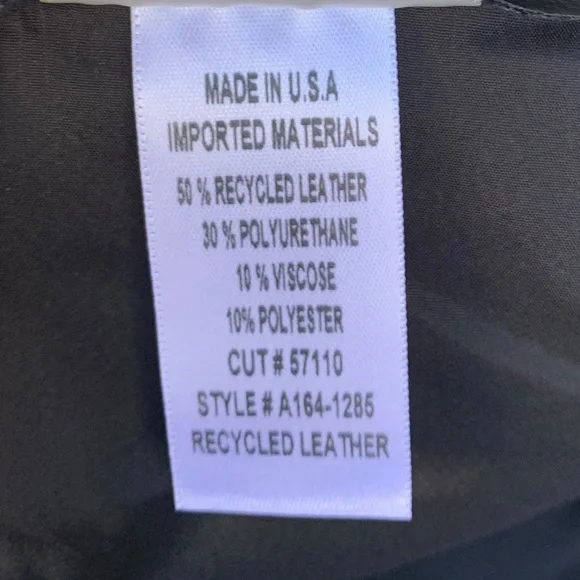 MADE IN U.S.A
IMPORTED MATERIALS
50 % RECYCLED LEATHER
30 % POLYURETHANE
10 % VISCOSE
10% POLYESTER
CUT # 57110
STYLE # A164-1285
RECYCLED LEATHER